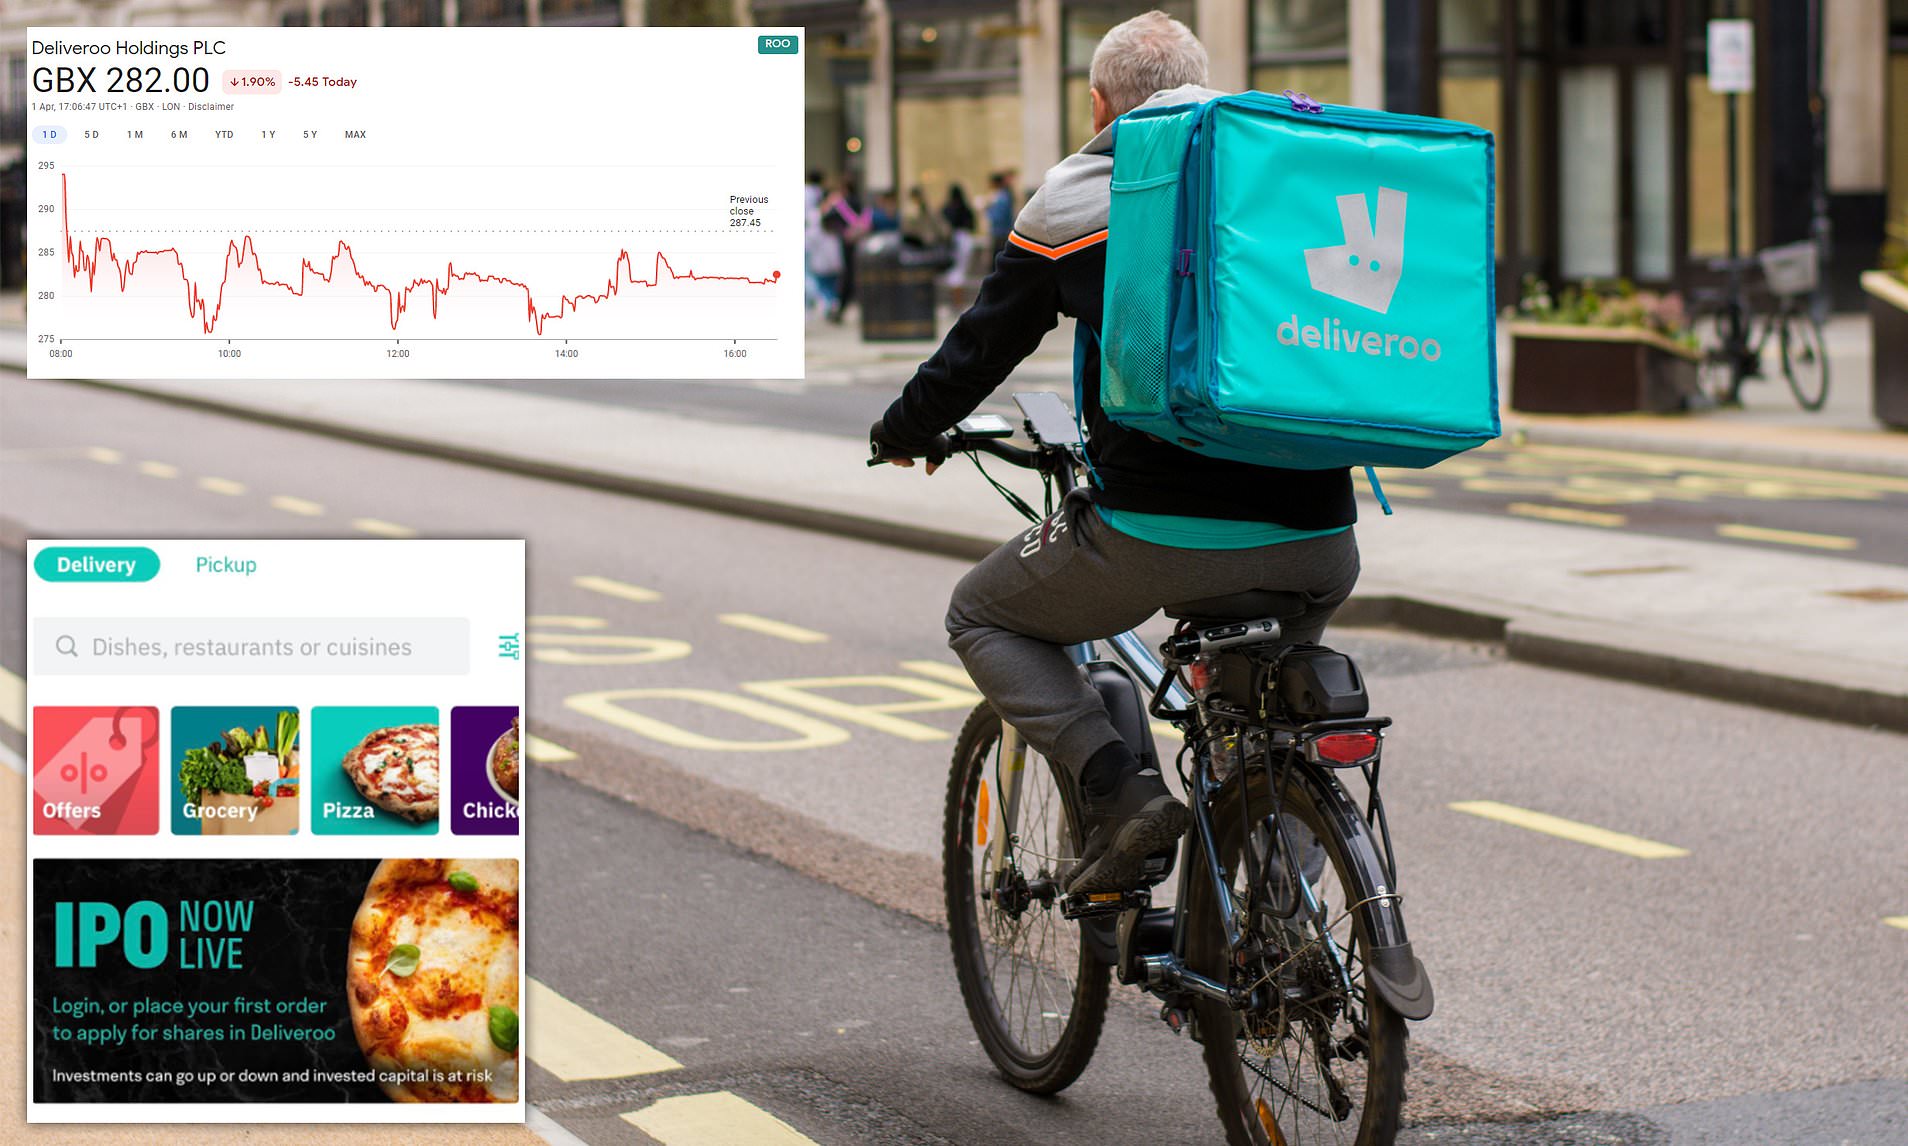 Deliveroo Holdings PLC
ROO
GBX 282.00 ↓1.90% -5.45 Today
1 Apr, 17:06:47 UTC+1 · GBX · LON · Disclaimer
1 D 5 D 1 M 6 M YTD 1 Y 5 Y MAX
295
290
285
280
275
Previous
close
287.45
08:00 10:00 12:00 14:00 16:00
deliveroo
Delivery Pickup
Dishes, restaurants or cuisines
Offers Grocery Pizza Chick
IPO NOW
LIVE
Login, or place your first order
to apply for shares in Deliveroo
Investments can go up or down and invested capital is at risk